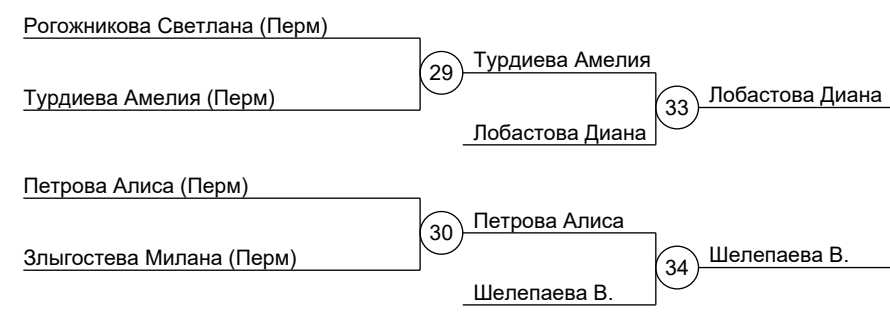 Рогожникова Светлана (Перм)
29
Турдиева Амелия
Турдиева Амелия (Перм)
33
Лобастова Диана
Лобастова Диана
Петрова Алиса (Перм)
30
Петрова Алиса
Злыгостева Милана (Перм)
34
Шелепаева В.
Шелепаева В.